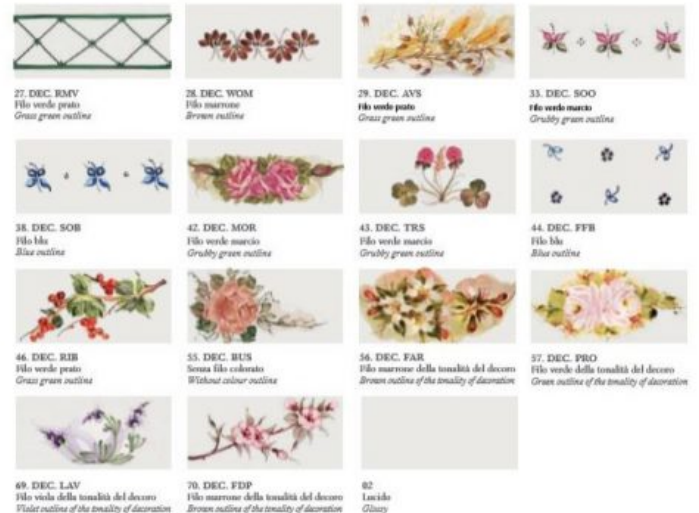 27. DEC. RMV
Filo verde prato
Grass green outline
28. DEC. WOM
Filo marrone
Brown outline
29. DEC. AVS
Filo verde prato
Grass green outline
33. DEC. SOO
Filo verde marcio
Grubby green outline
38. DEC. SOB
Filo blu
Blue outline
42. DEC. MOR
Filo verde marcio
Grubby green outline
43. DEC. TRS
Filo verde marcio
Grubby green outline
44. DEC. FFB
Filo blu
Blue outline
46. DEC. RIB
Filo verde prato
Grass green outline
55. DEC. BUS
Senza filo colorato
Without colour outline
56. DEC. FAR
Filo marrone della tonalità del decoro
Brown outline of the tonality of decoration
57. DEC. PRO
Filo verde della tonalità del decoro
Green outline of the tonality of decoration
69. DEC. LAV
Filo viola della tonalità del decoro
Violet outline of the tonality of decoration
70. DEC. FDP
Filo marrone della tonalità del decoro
Brown outline of the tonality of decoration
02
Lucido
Glossy